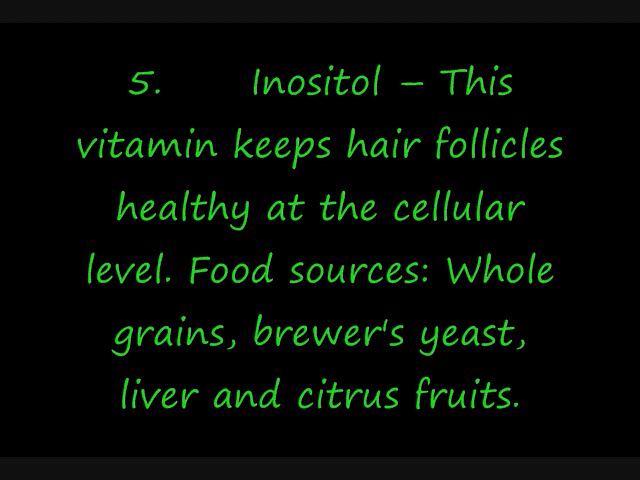 5. Inositol – This
vitamin keeps hair follicles
healthy at the cellular
level. Food sources: Whole
grains, brewer's yeast,
liver and citrus fruits.